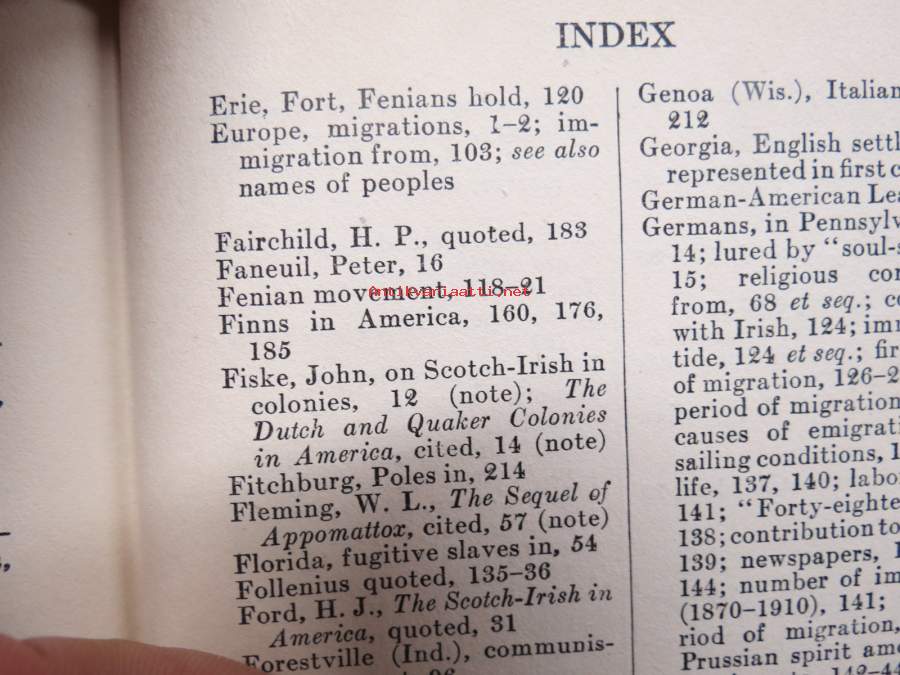 INDEX
Erie, Fort, Fenians hold, 120
Europe, migrations, 1–2; im-
migration from, 103; see also
names of peoples
Fairchild, H. P., quoted, 183
Faneuil, Peter, 16
Fenian movement, 118–21
antikvariaatti.net
Finns in America, 160, 176,
185
Fiske, John, on Scotch-Irish in
colonies, 12 (note); The
Dutch and Quaker Colonies
in America, cited, 14 (note)
Fitchburg, Poles in, 214
Fleming, W. L., The Sequel of
Appomattox, cited, 57 (note)
Florida, fugitive slaves in, 54
Follenius quoted, 135–36
Ford, H. J., The Scotch-Irish in
America, quoted, 31
Forestville (Ind.), communis-
Genoa (Wis.), Italian
212
Georgia, English settl
represented in first c
German-American Lea
Germans, in Pennsylv
14; lured by "soul-s
15; religious com
from, 68 et seq.; co
with Irish, 124; imm
tide, 124 et seq.; fir
of migration, 126–2
period of migration
causes of emigrati
sailing conditions, 1
life, 137, 140; labo
141; "Forty-eighte
138; contribution to
139; newspapers, 1
144; number of im
(1870–1910), 141;
riod of migration,
Prussian spirit amo
142–44